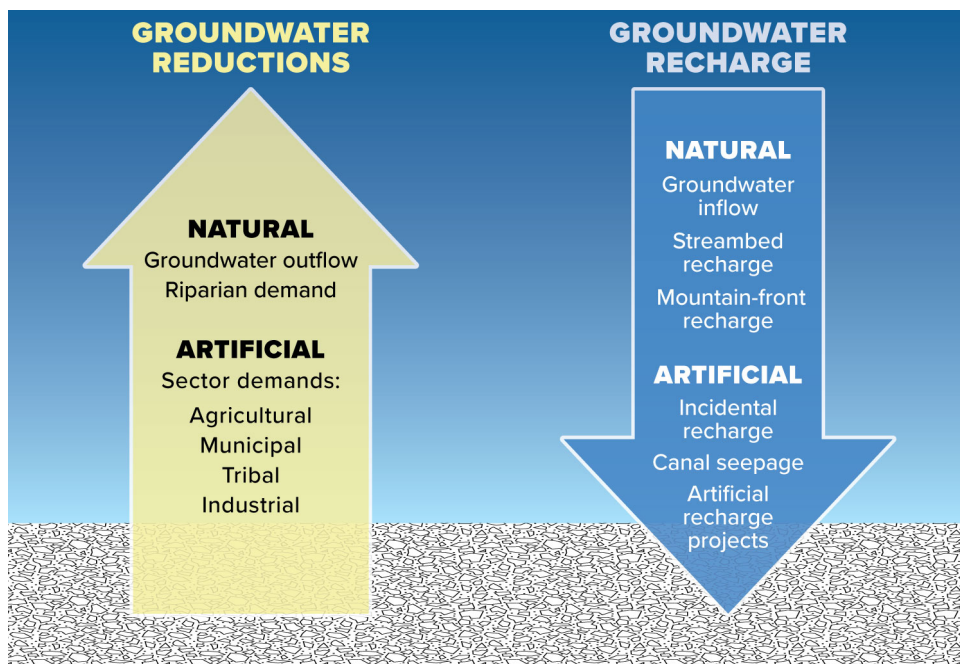 GROUNDWATER
REDUCTIONS
NATURAL
Groundwater outflow
Riparian demand
ARTIFICIAL
Sector demands:
Agricultural
Municipal
Tribal
Industrial
GROUNDWATER
RECHARGE
NATURAL
Groundwater
inflow
Streambed
recharge
Mountain-front
recharge
ARTIFICIAL
Incidental
recharge
Canal seepage
Artificial
recharge
projects